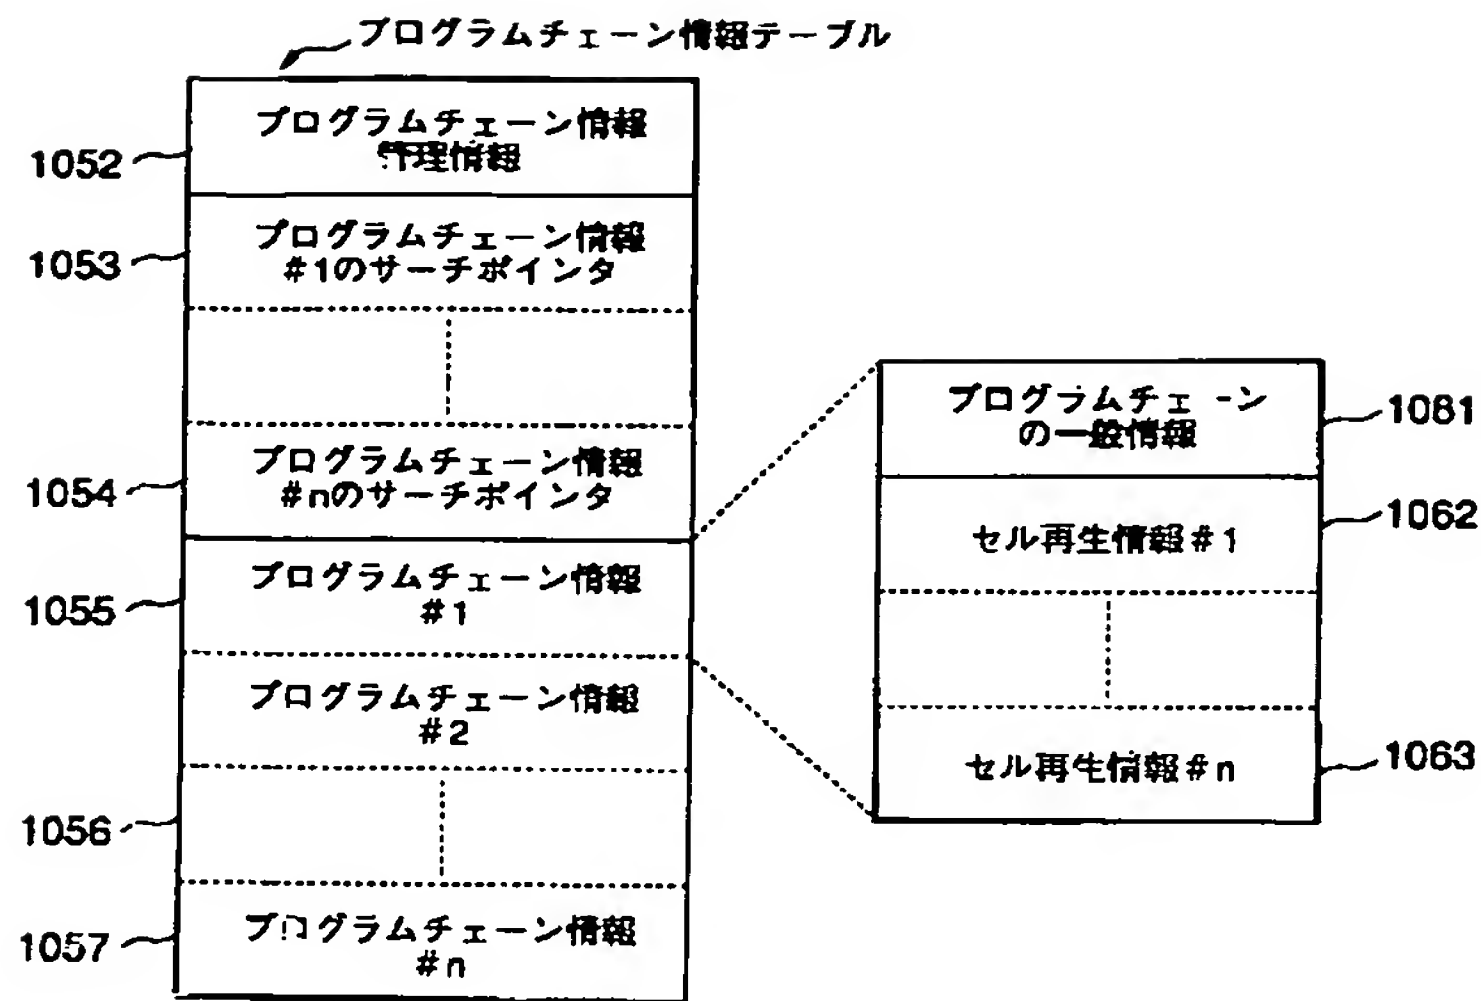 プログラムチェーン情報テーブル
1052
プログラムチェーン情報
管理情報
1053
プログラムチェーン情報
#1のサーチポインタ
1054
プログラムチェーン情報
#nのサーチポインタ
1055
プログラムチェーン情報
#1
プログラムチェーン情報
#2
1056
1057
プログラムチェーン情報
#n
プログラムチェーン
の一般情報
1081
セル再生情報#1
1062
セル再生情報#n
1063